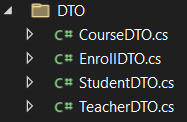 DTO
C# CourseDTO.cs
C# EnrollDTO.cs
C# StudentDTO.cs
C# TeacherDTO.cs